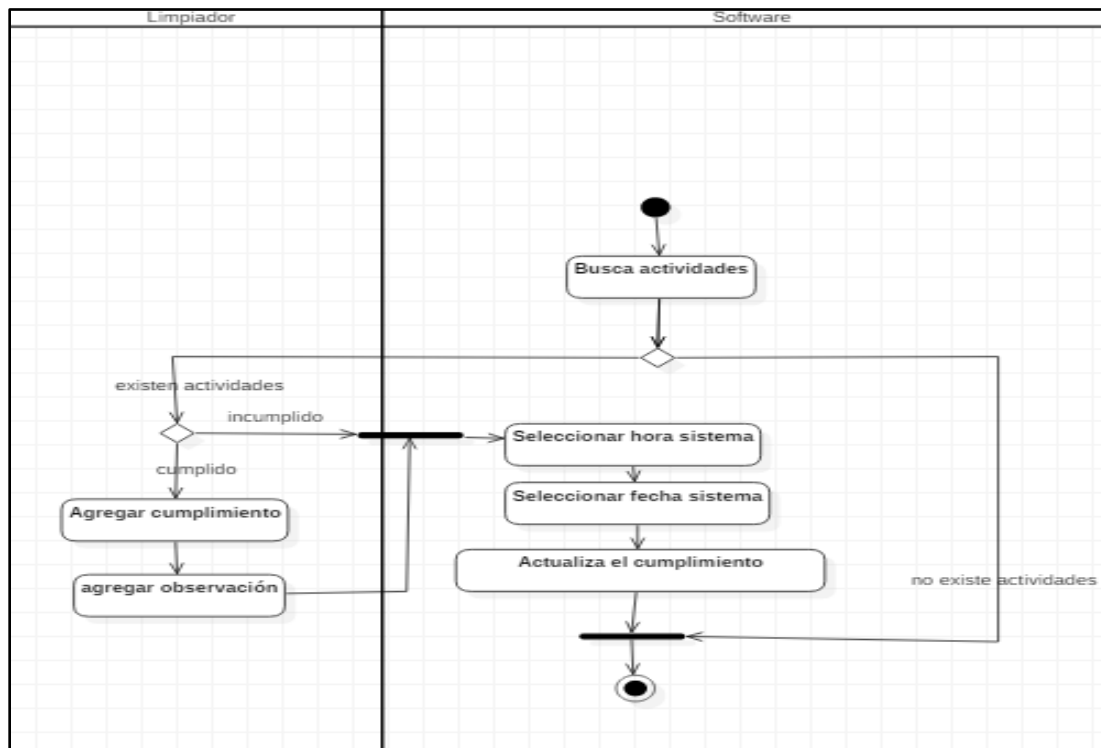 Limpiador
Software
Busca actividades
existen actividades
incumplido
cumplido
Seleccionar hora sistema
Seleccionar fecha sistema
Agregar cumplimiento
Actualiza el cumplimiento
agregar observación
no existe actividades